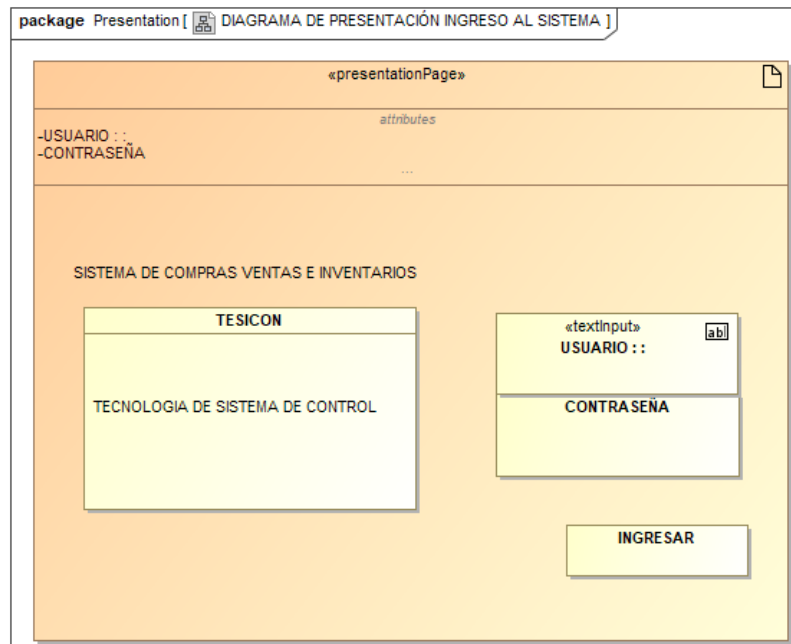 package Presentation [ DIAGRAMA DE PRESENTACIÓN INGRESO AL SISTEMA ]
«presentationPage»
attributes
-USUARIO : :
-CONTRASEÑA
...
SISTEMA DE COMPRAS VENTAS E INVENTARIOS
TESICON
TECNOLOGIA DE SISTEMA DE CONTROL
«textInput»
ab
USUARIO : :
CONTRASEÑA
INGRESAR